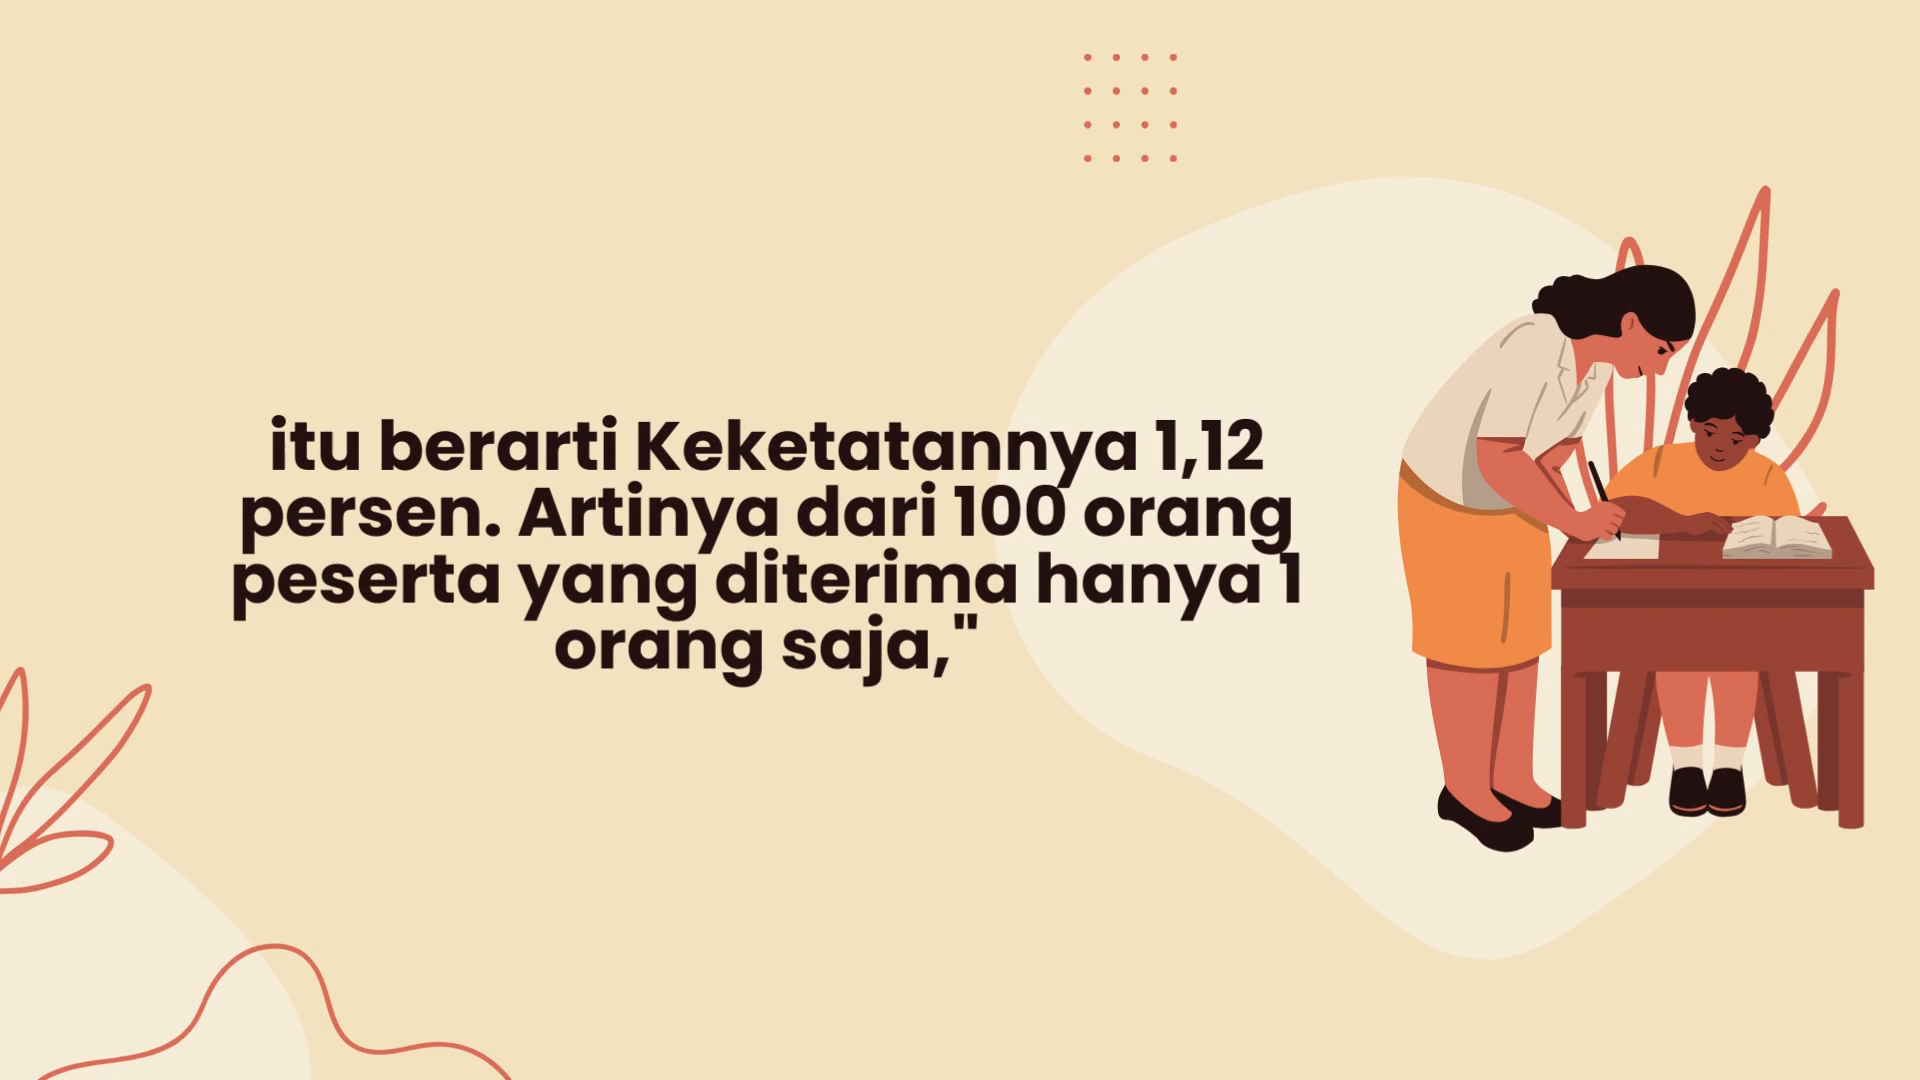 itu berarti Keketatannya 1,12
persen. Artinya dari 100 orang
peserta yang diterima hanya 1
orang saja,"